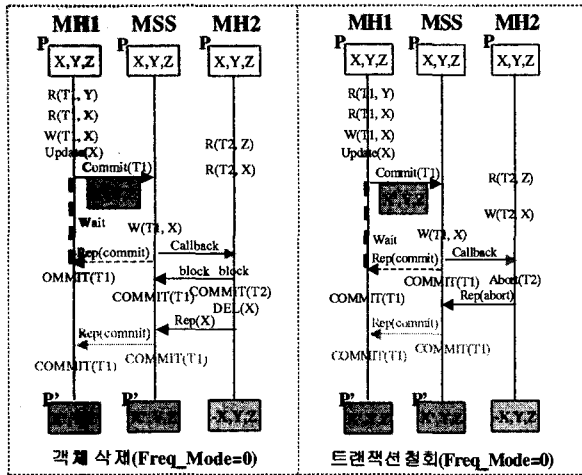 MH1 MSS MH2
P P P
X,Y,Z X,Y,Z X,Y,Z
R(T1, Y)
R(T1, X)
W(T1, X)
Update(X)
R(T2, Z)
Commit(T1)
R(T2, X)
Wait
W(T1, X)
Rep(commit)
Callback
OMMIT(T1)
block block
COMMIT(T1)
COMMIT(T2)
DEL(X)
Rep(X)
Rep(commit)
COMMIT(T1)
COMMIT(T1)
P' P'
-X,Y,Z
객체 삭제(Freq_Mode=0)
MH1 MSS MH2
P P P
X,Y,Z X,Y,Z X,Y,Z
R(T1, Y)
R(T1, X)
W(T1, X)
Update(X)
Commit(T1)
R(T2, Z)
W(T2, X)
Wait
W(T1, X)
Rep(commit)
Callback
COMMIT(T1)
Abort(T2)
COMMIT(T1)
Rep(abort)
Rep(commit)
COMMIT(T1)
COMMIT(T1)
P' P'
트랜잭션 철회(Freq_Mode=0)